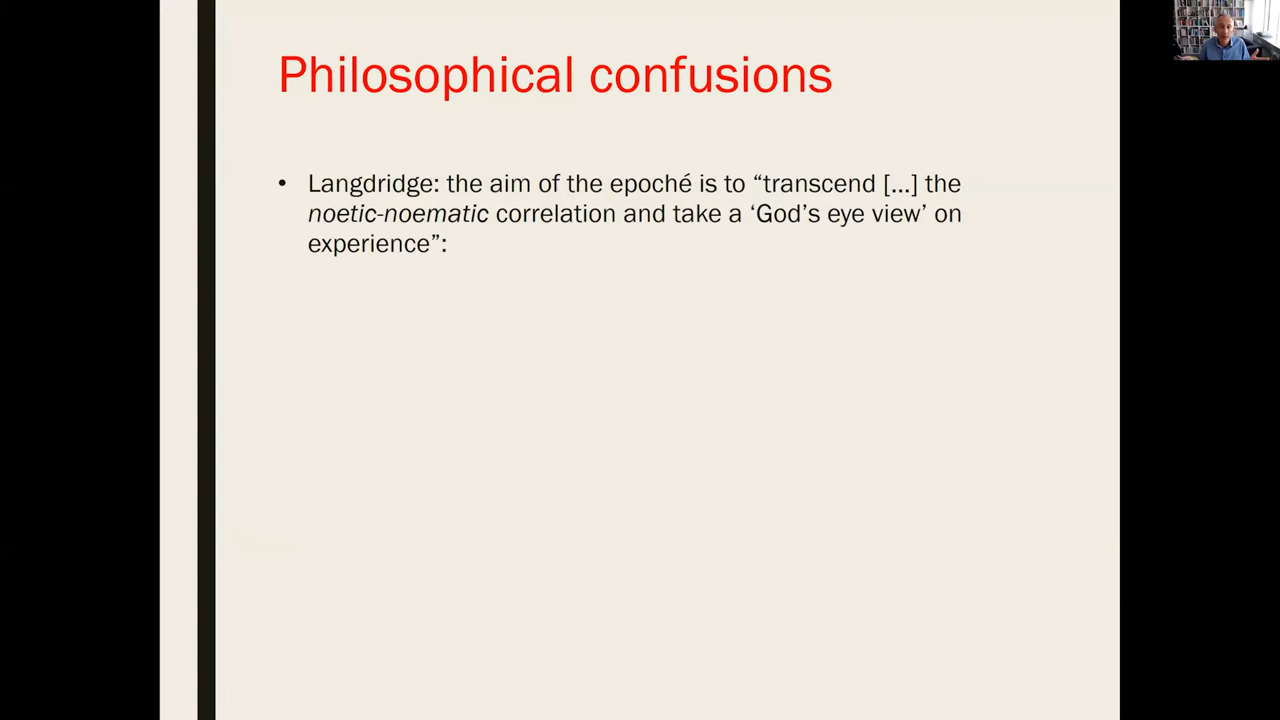 Philosophical confusions
• Langdridge: the aim of the epoché is to “transcend [...] the
noetic-noematic correlation and take a ‘God’s eye view’ on
experience”: